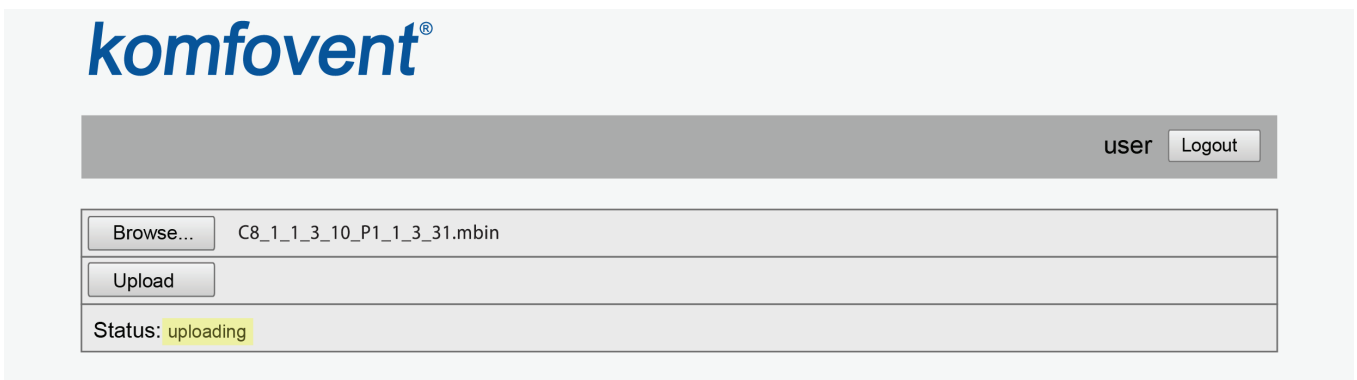 komfovent®
user Logout
Browse... C8_1_1_3_10_P1_1_3_31.mbin
Upload
Status: uploading